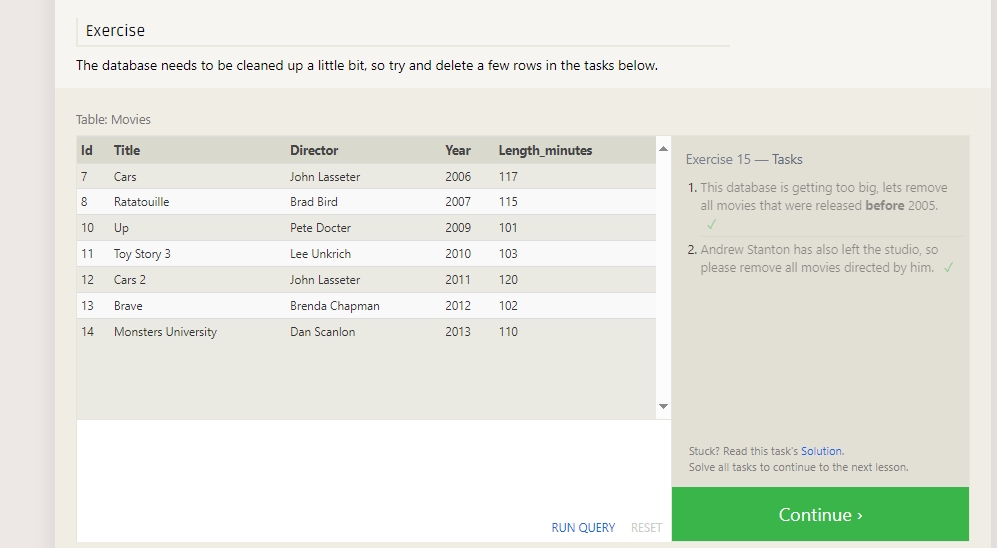 Exercise
The database needs to be cleaned up a little bit, so try and delete a few rows in the tasks below.
Table: Movies
Id Title Director Year Length_minutes
7 Cars John Lasseter 2006 117
8 Ratatouille Brad Bird 2007 115
10 Up Pete Docter 2009 101
11 Toy Story 3 Lee Unkrich 2010 103
12 Cars 2 John Lasseter 2011 120
13 Brave Brenda Chapman 2012 102
14 Monsters University Dan Scanlon 2013 110
RUN QUERY RESET
Exercise 15 — Tasks
1. This database is getting too big, lets remove
all movies that were released before 2005.
✓
2. Andrew Stanton has also left the studio, so
please remove all movies directed by him. ✓
Stuck? Read this task's Solution.
Solve all tasks to continue to the next lesson.
Continue ›